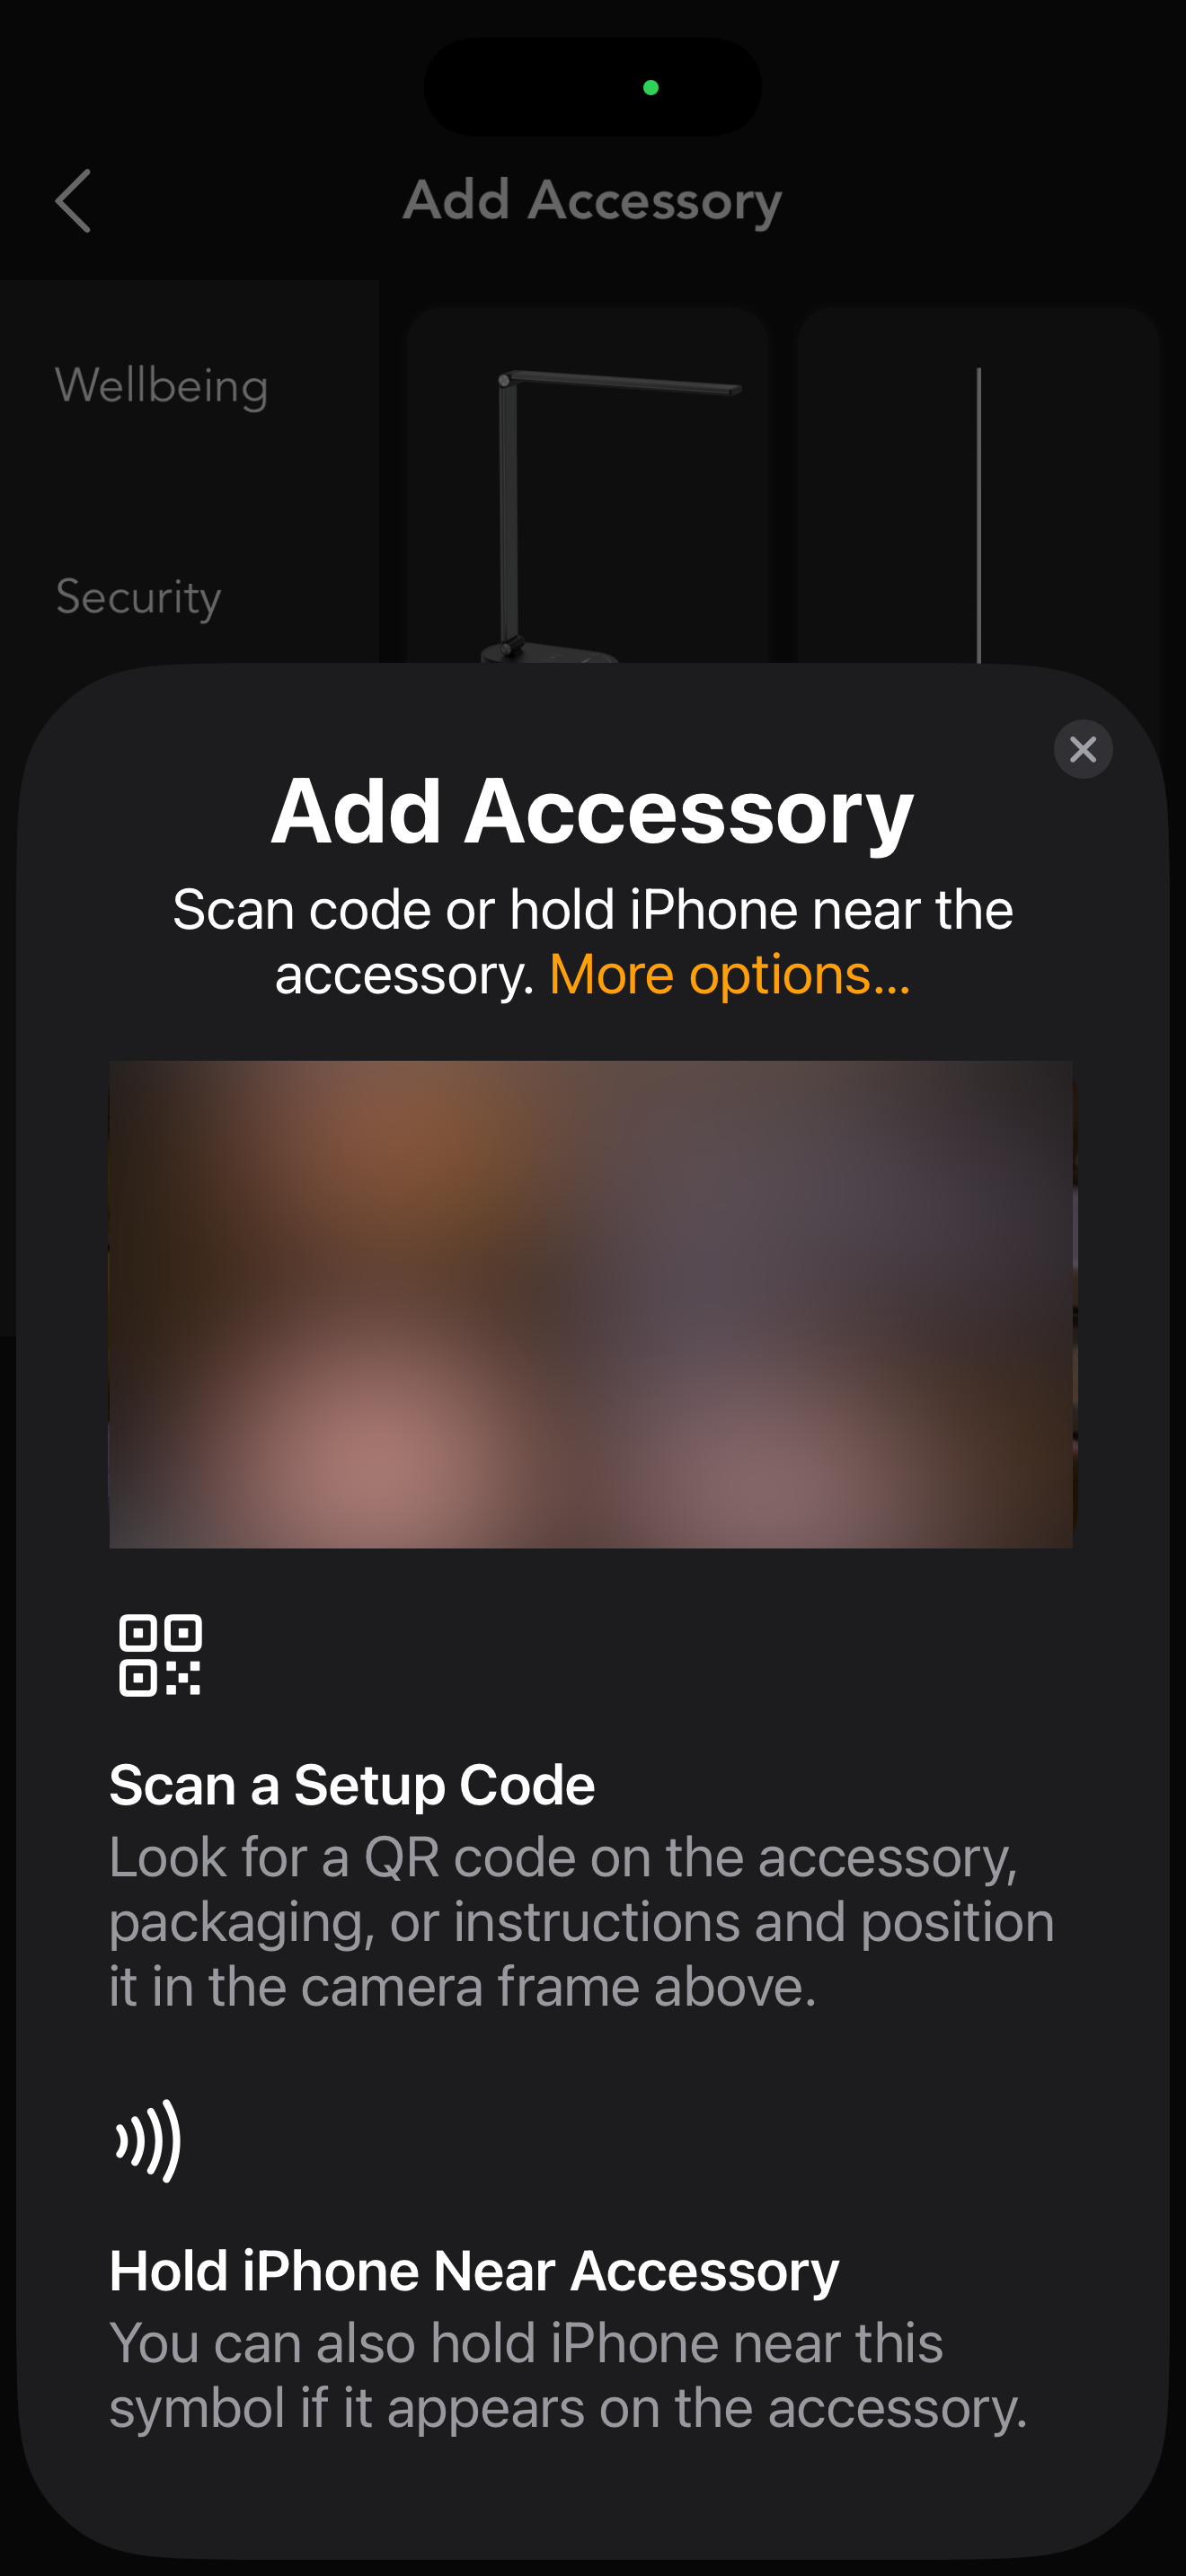 Add Accessory
Wellbeing
Security
Add Accessory
Scan code or hold iPhone near the
accessory. More options...
Scan a Setup Code
Look for a QR code on the accessory,
packaging, or instructions and position
it in the camera frame above.
Hold iPhone Near Accessory
You can also hold iPhone near this
symbol if it appears on the accessory.